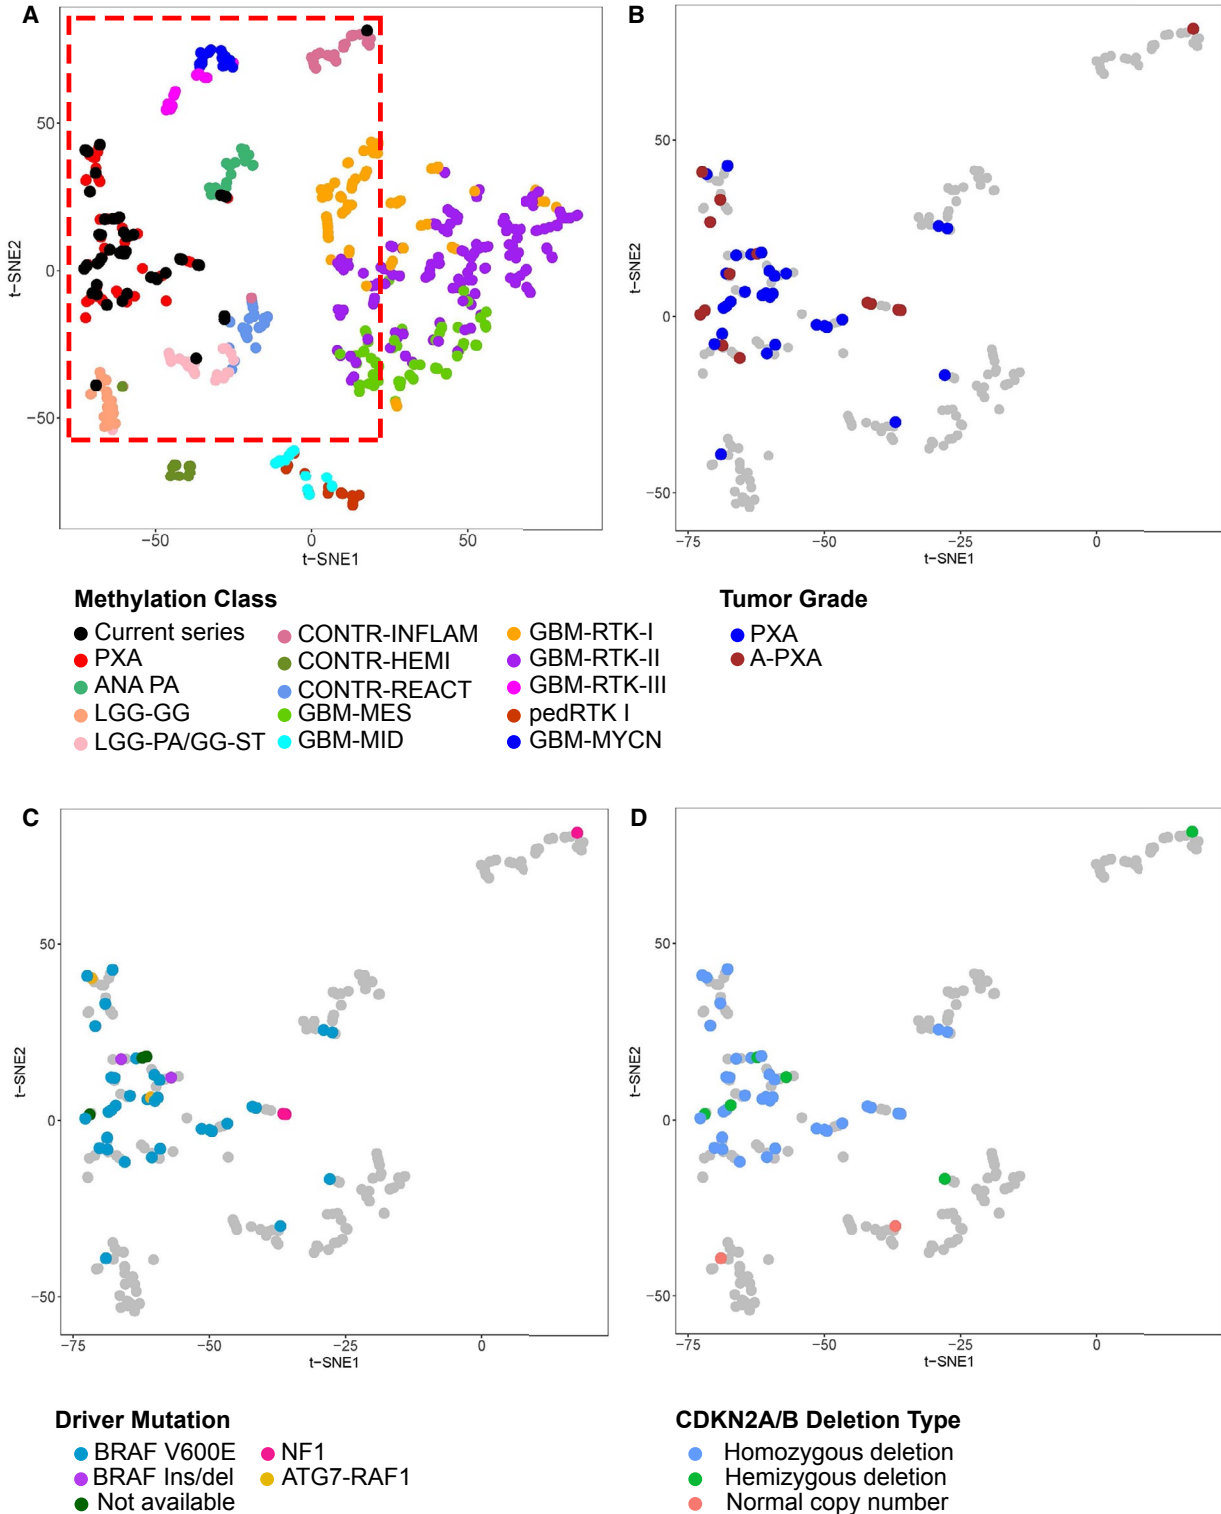 A
B
50
0
−50
t−SNE2
−50
0
50
t−SNE1
50
0
−50
t−SNE2
−75
−50
−25
0
t−SNE1
Methylation Class
Current series
PXA
ANA PA
LGG-GG
LGG-PA/GG-ST
CONTR-INFLAM
CONTR-HEMI
CONTR-REACT
GBM-MES
GBM-MID
GBM-RTK-I
GBM-RTK-II
GBM-RTK-III
pedRTK I
GBM-MYCN
Tumor Grade
PXA
A-PXA
C
D
50
0
−50
t−SNE2
−75
−50
−25
0
t−SNE1
50
0
−50
t−SNE2
−75
−50
−25
0
t−SNE1
Driver Mutation
BRAF V600E
BRAF Ins/del
Not available
NF1
ATG7-RAF1
CDKN2A/B Deletion Type
Homozygous deletion
Hemizygous deletion
Normal copy number